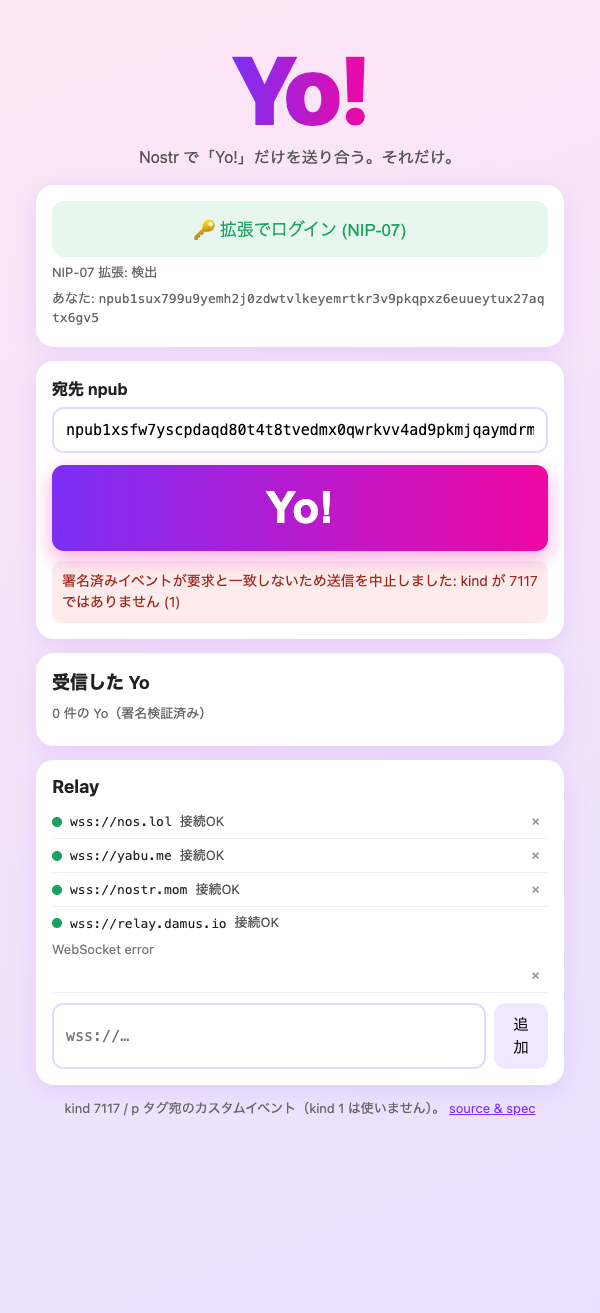 Yo!
Nostr で「Yo!」だけを送り合う。それだけ。
🔑 拡張でログイン (NIP-07)
NIP-07 拡張: 検出
あなた: npub1sux799u9yemh2j0zdwtvlkeyemrtkr3v9pkqpxz6euueytux27aq
tx6gv5
宛先 npub
npub1xsfw7yscpdaqd80t4t8tvedmx0qwrkvv4ad9pkmjqaymdrm
Yo!
署名済みイベントが要求と一致しないため送信を中止しました: kind が 7117
ではありません (1)
受信した Yo
0 件の Yo（署名検証済み）
Relay
wss://nos.lol 接続OK ×
wss://yabu.me 接続OK ×
wss://nostr.mom 接続OK ×
wss://relay.damus.io 接続OK
WebSocket error
×
wss://…
追
加
kind 7117 / p タグ宛のカスタムイベント（kind 1 は使いません）。 source & spec